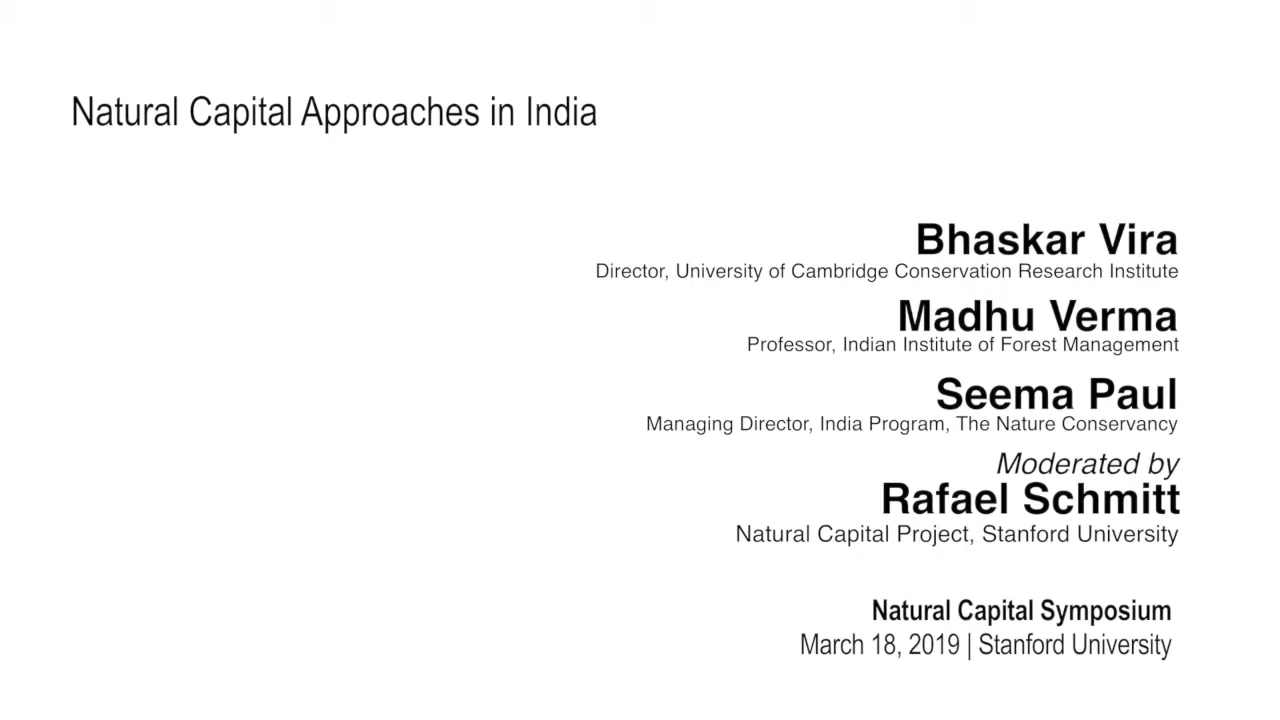 Natural Capital Approaches in India
Bhaskar Vira
Director, University of Cambridge Conservation Research Institute
Madhu Verma
Professor, Indian Institute of Forest Management
Seema Paul
Managing Director, India Program, The Nature Conservancy
Moderated by
Rafael Schmitt
Natural Capital Project, Stanford University
Natural Capital Symposium
March 18, 2019 | Stanford University